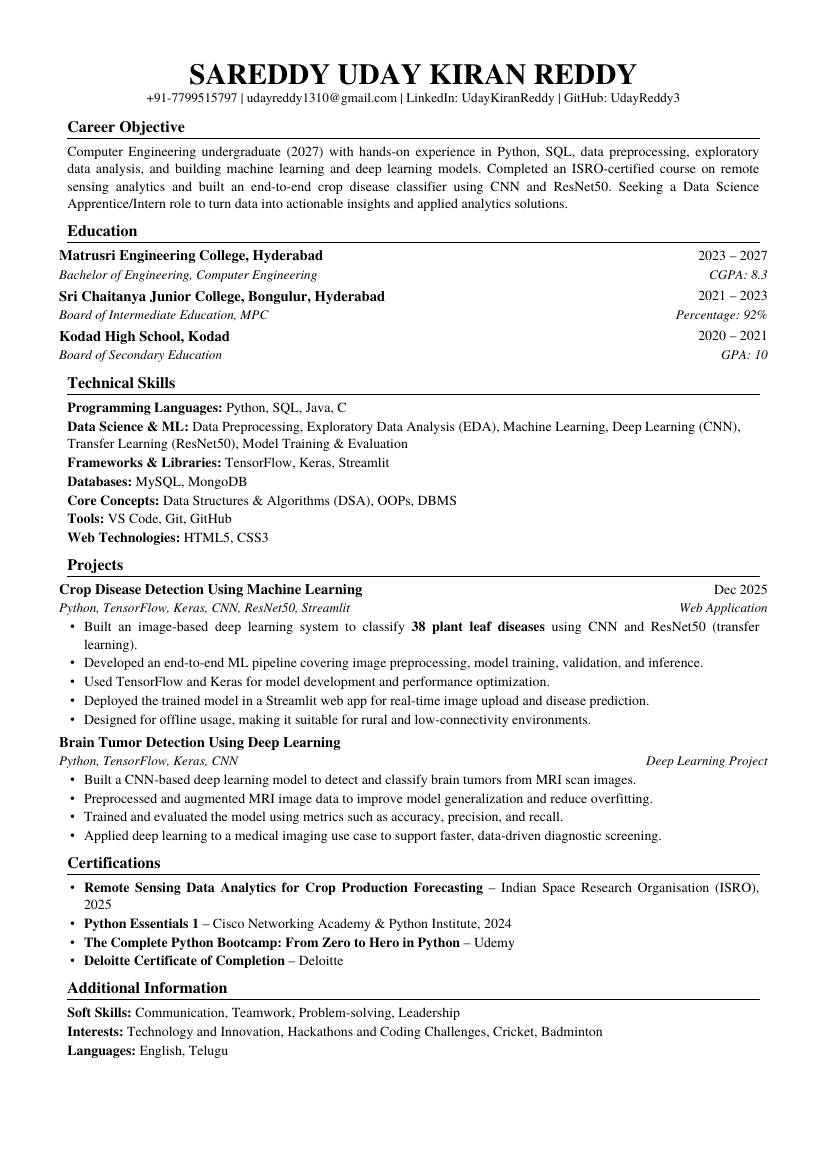 SAREDDY UDAY KIRAN REDDY
+91-7799515797 | udayreddy1310@gmail.com | LinkedIn: UdayKiranReddy | GitHub: UdayReddy3
Career Objective
Computer Engineering undergraduate (2027) with hands-on experience in Python, SQL, data preprocessing, exploratory
data analysis, and building machine learning and deep learning models. Completed an ISRO-certified course on remote
sensing analytics and built an end-to-end crop disease classifier using CNN and ResNet50. Seeking a Data Science
Apprentice/Intern role to turn data into actionable insights and applied analytics solutions.
Education
Matrusri Engineering College, Hyderabad 2023 – 2027
Bachelor of Engineering, Computer Engineering CGPA: 8.3
Sri Chaitanya Junior College, Bongulur, Hyderabad 2021 – 2023
Board of Intermediate Education, MPC Percentage: 92%
Kodad High School, Kodad 2020 – 2021
Board of Secondary Education GPA: 10
Technical Skills
Programming Languages: Python, SQL, Java, C
Data Science & ML: Data Preprocessing, Exploratory Data Analysis (EDA), Machine Learning, Deep Learning (CNN),
Transfer Learning (ResNet50), Model Training & Evaluation
Frameworks & Libraries: TensorFlow, Keras, Streamlit
Databases: MySQL, MongoDB
Core Concepts: Data Structures & Algorithms (DSA), OOPs, DBMS
Tools: VS Code, Git, GitHub
Web Technologies: HTML5, CSS3
Projects
Crop Disease Detection Using Machine Learning Dec 2025
Python, TensorFlow, Keras, CNN, ResNet50, Streamlit Web Application
• Built an image-based deep learning system to classify 38 plant leaf diseases using CNN and ResNet50 (transfer
learning).
• Developed an end-to-end ML pipeline covering image preprocessing, model training, validation, and inference.
• Used TensorFlow and Keras for model development and performance optimization.
• Deployed the trained model in a Streamlit web app for real-time image upload and disease prediction.
• Designed for offline usage, making it suitable for rural and low-connectivity environments.
Brain Tumor Detection Using Deep Learning
Python, TensorFlow, Keras, CNN Deep Learning Project
• Built a CNN-based deep learning model to detect and classify brain tumors from MRI scan images.
• Preprocessed and augmented MRI image data to improve model generalization and reduce overfitting.
• Trained and evaluated the model using metrics such as accuracy, precision, and recall.
• Applied deep learning to a medical imaging use case to support faster, data-driven diagnostic screening.
Certifications
• Remote Sensing Data Analytics for Crop Production Forecasting – Indian Space Research Organisation (ISRO),
2025
• Python Essentials 1 – Cisco Networking Academy & Python Institute, 2024
• The Complete Python Bootcamp: From Zero to Hero in Python – Udemy
• Deloitte Certificate of Completion – Deloitte
Additional Information
Soft Skills: Communication, Teamwork, Problem-solving, Leadership
Interests: Technology and Innovation, Hackathons and Coding Challenges, Cricket, Badminton
Languages: English, Telugu